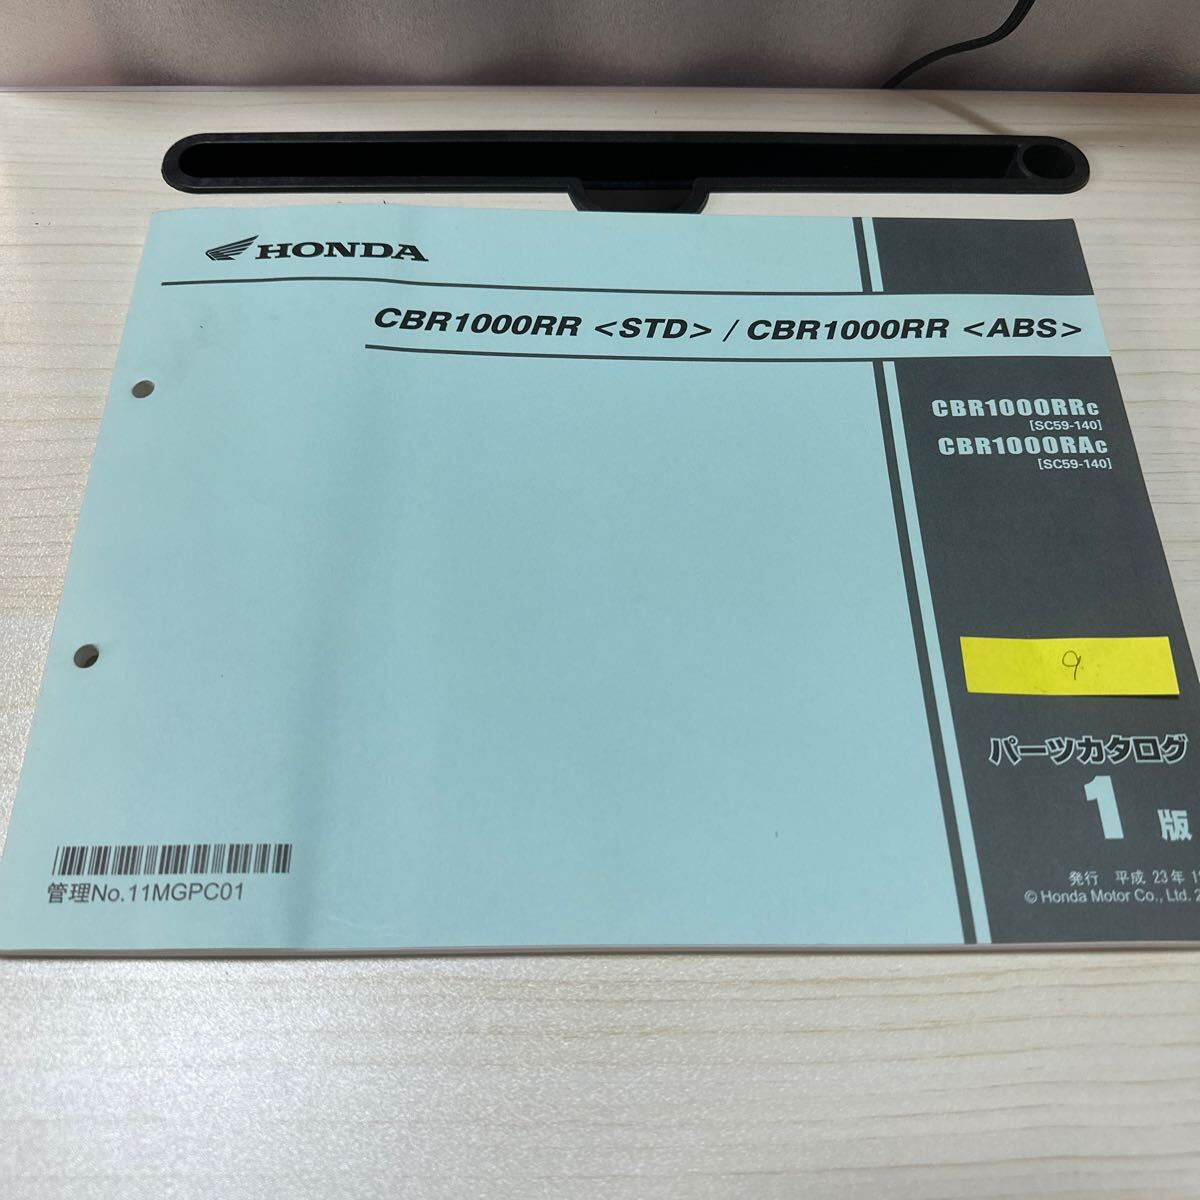 HONDA
CBR1000RR <STD> / CBR1000RR <ABS>
CBR1000RRC
[SC59-140]
CBR1000RAC
[SC59-140]
9
パーツカタログ
1 版
管理No.11MGPC01
発行 平成 23年
© Honda Motor Co., Ltd.